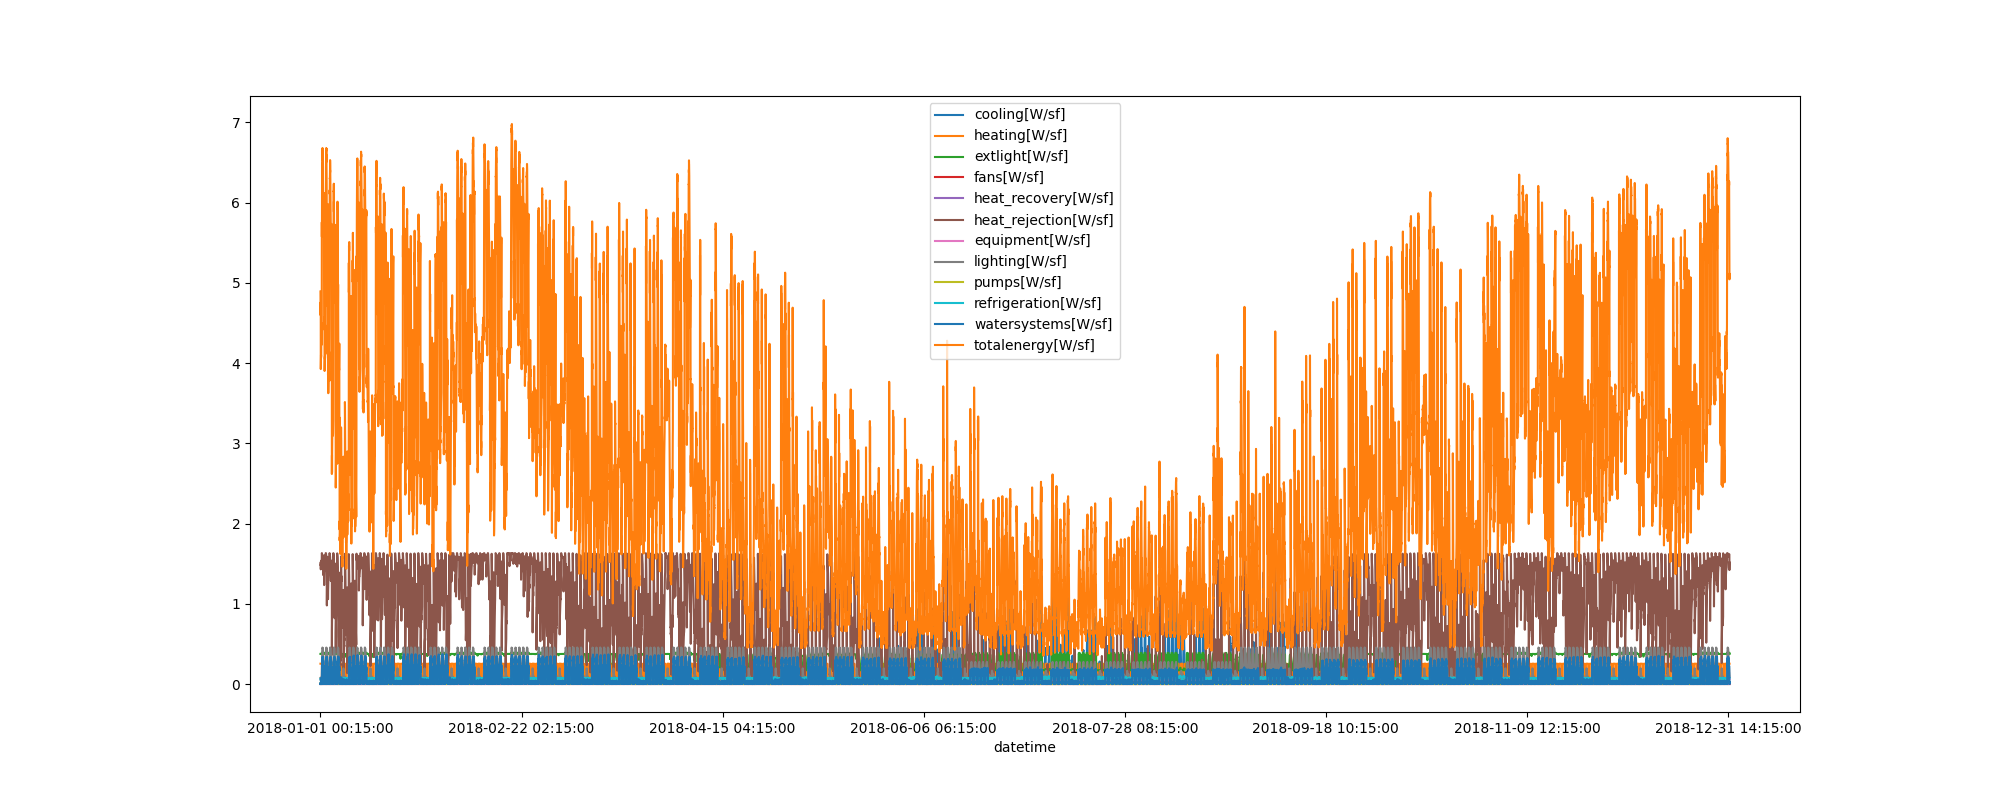 7
6
5
4
3
2
1
0
cooling[W/sf]
heating[W/sf]
extlight[W/sf]
fans[W/sf]
heat_recovery[W/sf]
heat_rejection[W/sf]
equipment[W/sf]
lighting[W/sf]
pumps[W/sf]
refrigeration[W/sf]
watersystems[W/sf]
totalenergy[W/sf]
2018-01-01 00:15:00 2018-02-22 02:15:00 2018-04-15 04:15:00 2018-06-06 06:15:00 2018-07-28 08:15:00 2018-09-18 10:15:00 2018-11-09 12:15:00 2018-12-31 14:15:00
datetime